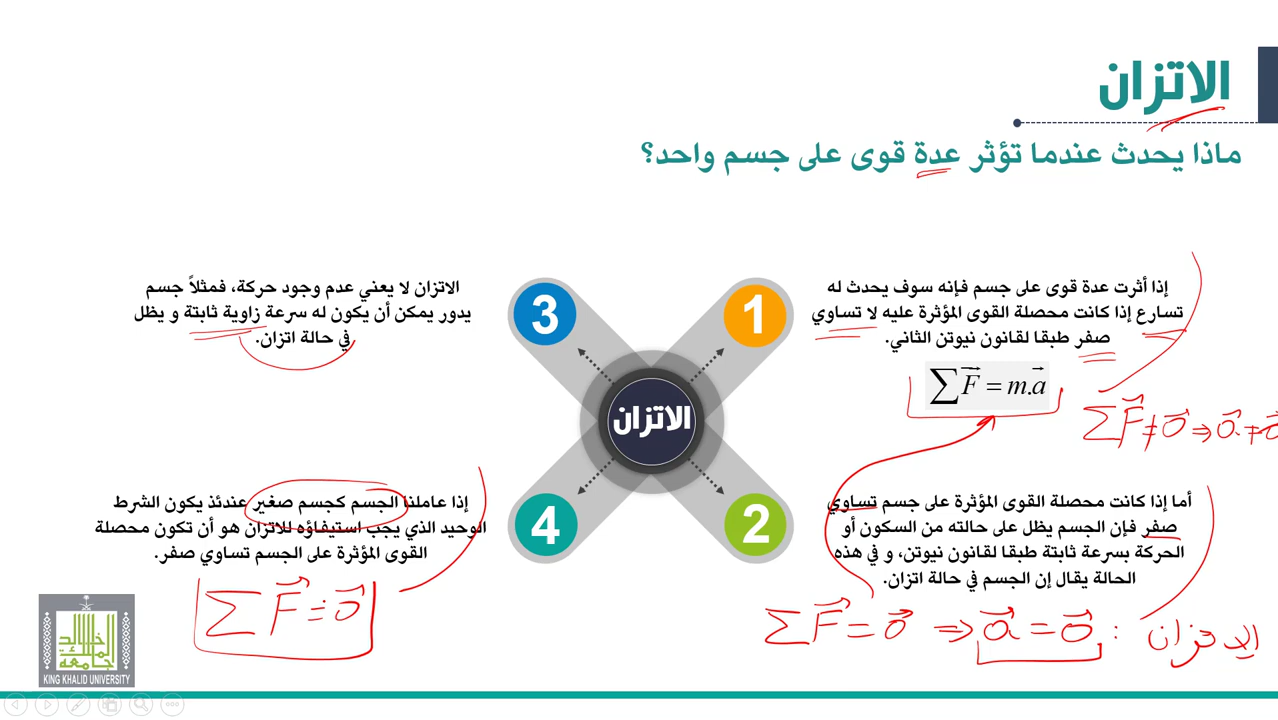 الاتزان
ماذا يحدث عندما تؤثر عدة قوى على جسم واحد؟
1
إذا أثرت عدة قوى على جسم فإنه سوف يحدث له
تسارع إذا كانت محصلة القوى المؤثرة عليه لا تساوي
صفر طبقا لقانون نيوتن الثاني.
∑F⃗ = m.a⃗
∑F⃗ ≠ 0⃗ ⇒ a⃗ ≠ 0⃗
2
أما إذا كانت محصلة القوى المؤثرة على جسم تساوي
صفر فإن الجسم يظل على حالته من السكون أو
الحركة بسرعة ثابتة طبقا لقانون نيوتن، و في هذه
الحالة يقال إن الجسم في حالة اتزان.
∑F⃗ = 0⃗ ⇒ a⃗ = 0⃗ : الاتزان
3
الاتزان لا يعني عدم وجود حركة، فمثلاً جسم
يدور يمكن أن يكون له سرعة زاوية ثابتة و يظل
في حالة اتزان.
4
إذا عاملنا الجسم كجسم صغير عندئذ يكون الشرط
الوحيد الذي يجب استيفاؤه للاتزان هو أن تكون محصلة
القوى المؤثرة على الجسم تساوي صفر.
∑F⃗ = 0⃗
الاتزان
جامعة الملك خالد
KING KHALID UNIVERSITY